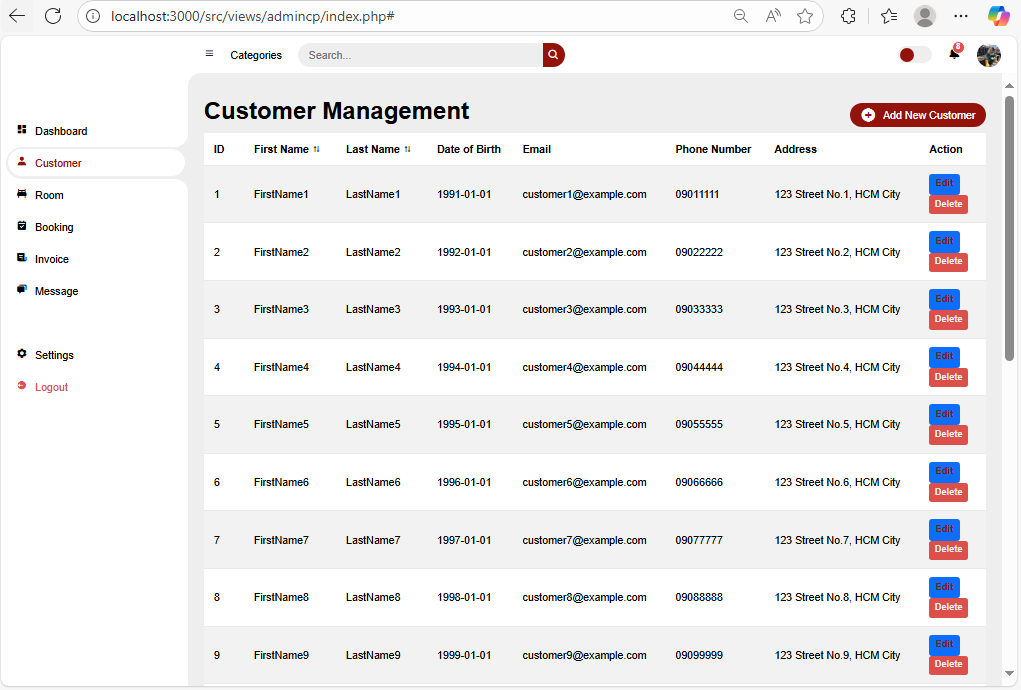 localhost:3000/src/views/admincp/index.php#
Categories
Search...
8
Dashboard
Customer
Room
Booking
Invoice
Message
Settings
Logout
Customer Management
Add New Customer
ID First Name Last Name Date of Birth Email Phone Number Address Action
1 FirstName1 LastName1 1991-01-01 customer1@example.com 09011111 123 Street No.1, HCM City Edit Delete
2 FirstName2 LastName2 1992-01-01 customer2@example.com 09022222 123 Street No.2, HCM City Edit Delete
3 FirstName3 LastName3 1993-01-01 customer3@example.com 09033333 123 Street No.3, HCM City Edit Delete
4 FirstName4 LastName4 1994-01-01 customer4@example.com 09044444 123 Street No.4, HCM City Edit Delete
5 FirstName5 LastName5 1995-01-01 customer5@example.com 09055555 123 Street No.5, HCM City Edit Delete
6 FirstName6 LastName6 1996-01-01 customer6@example.com 09066666 123 Street No.6, HCM City Edit Delete
7 FirstName7 LastName7 1997-01-01 customer7@example.com 09077777 123 Street No.7, HCM City Edit Delete
8 FirstName8 LastName8 1998-01-01 customer8@example.com 09088888 123 Street No.8, HCM City Edit Delete
9 FirstName9 LastName9 1999-01-01 customer9@example.com 09099999 123 Street No.9, HCM City Edit Delete